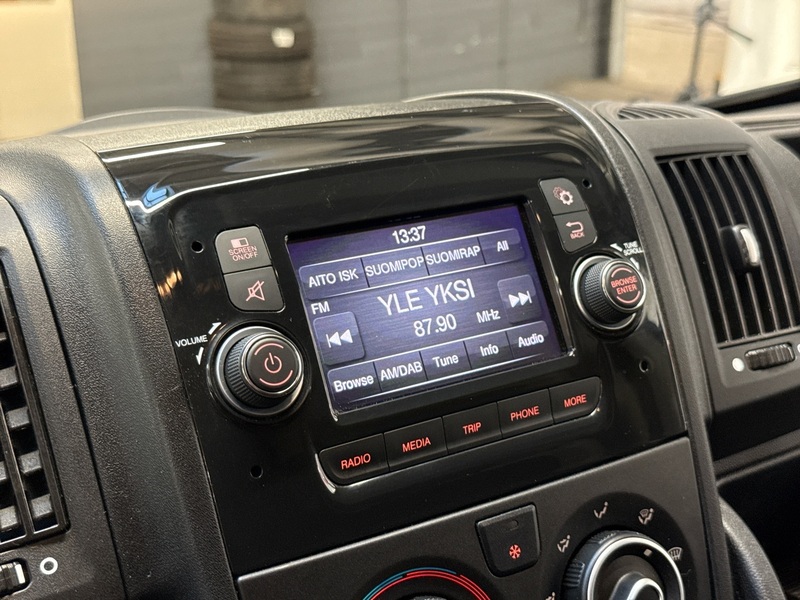 13:37
AITO ISK SUOMIPOP SUOMIRAP All
FM
YLE YKSI
87.90 MHz
Browse AM/DAB Tune Info Audio
SCREEN
ON/OFF
VOLUME
BACK
TUNE
SCROLL
BROWSE
ENTER
RADIO MEDIA TRIP PHONE MORE